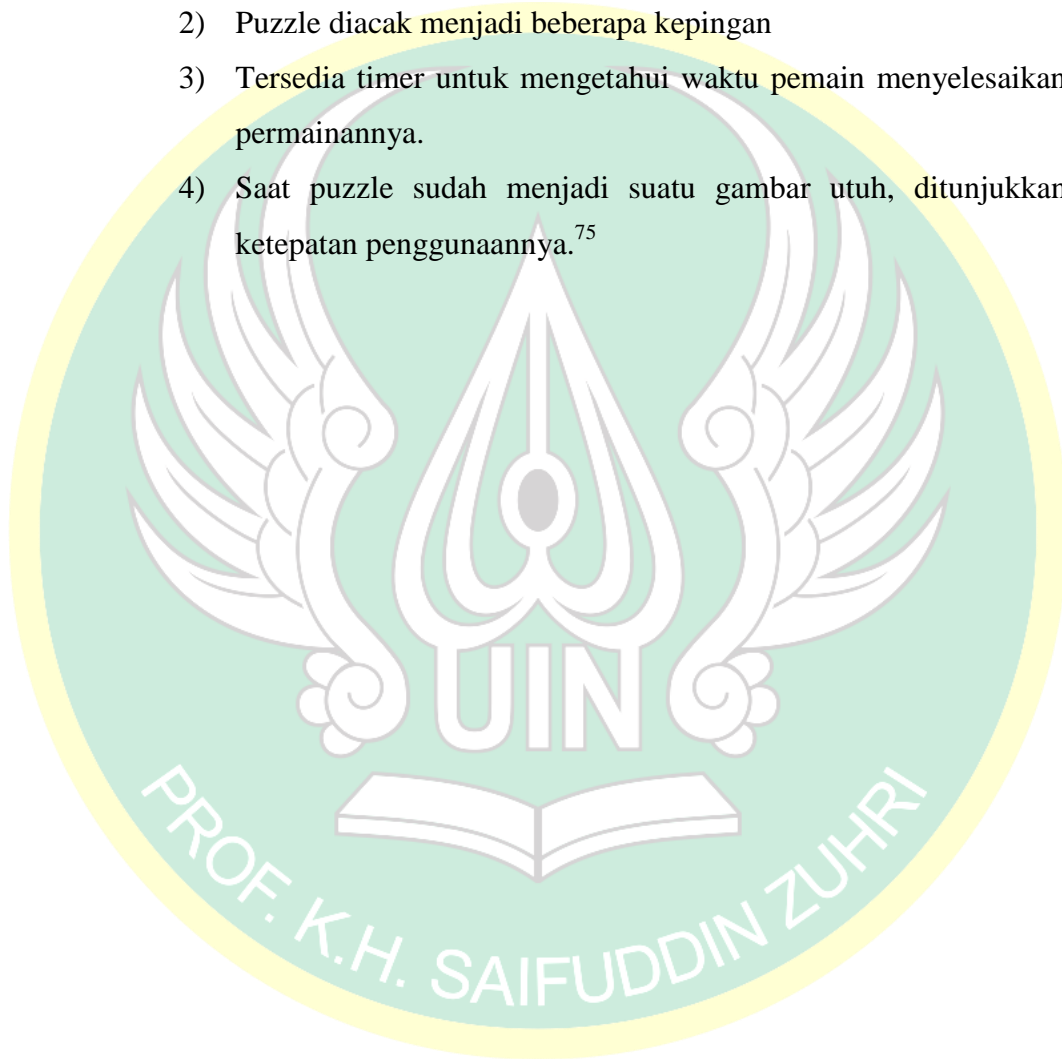 2) Puzzle diacak menjadi beberapa kepingan
3) Tersedia timer untuk mengetahui waktu pemain menyelesaikan
permainannya.
4) Saat puzzle sudah menjadi suatu gambar utuh, ditunjukkan
ketepatan penggunaannya.75
UIN
PROF. K.H. SAIFUDDIN ZUHRI